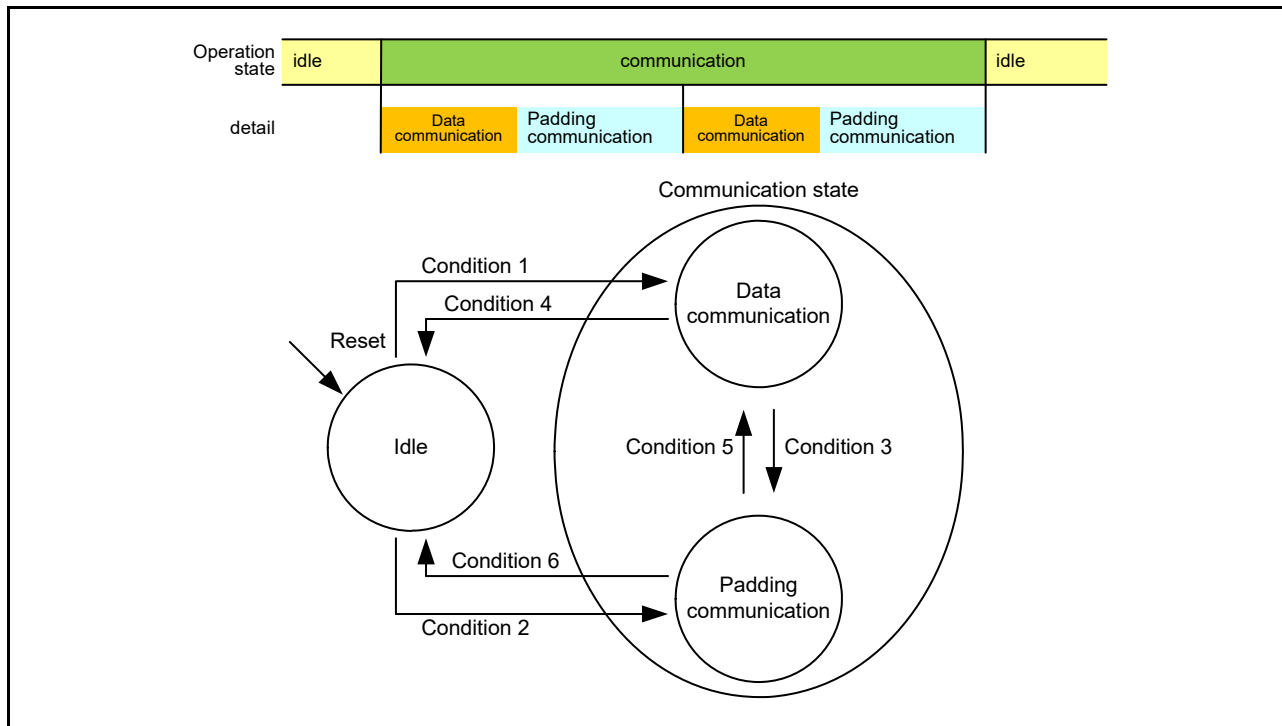 Operation
state
idle
communication
idle
detail
Data
communication
Padding
communication
Data
communication
Padding
communication
Communication state
Condition 1
Condition 4
Data
communication
Reset
Idle
Condition 5
Condition 3
Condition 6
Padding
communication
Condition 2